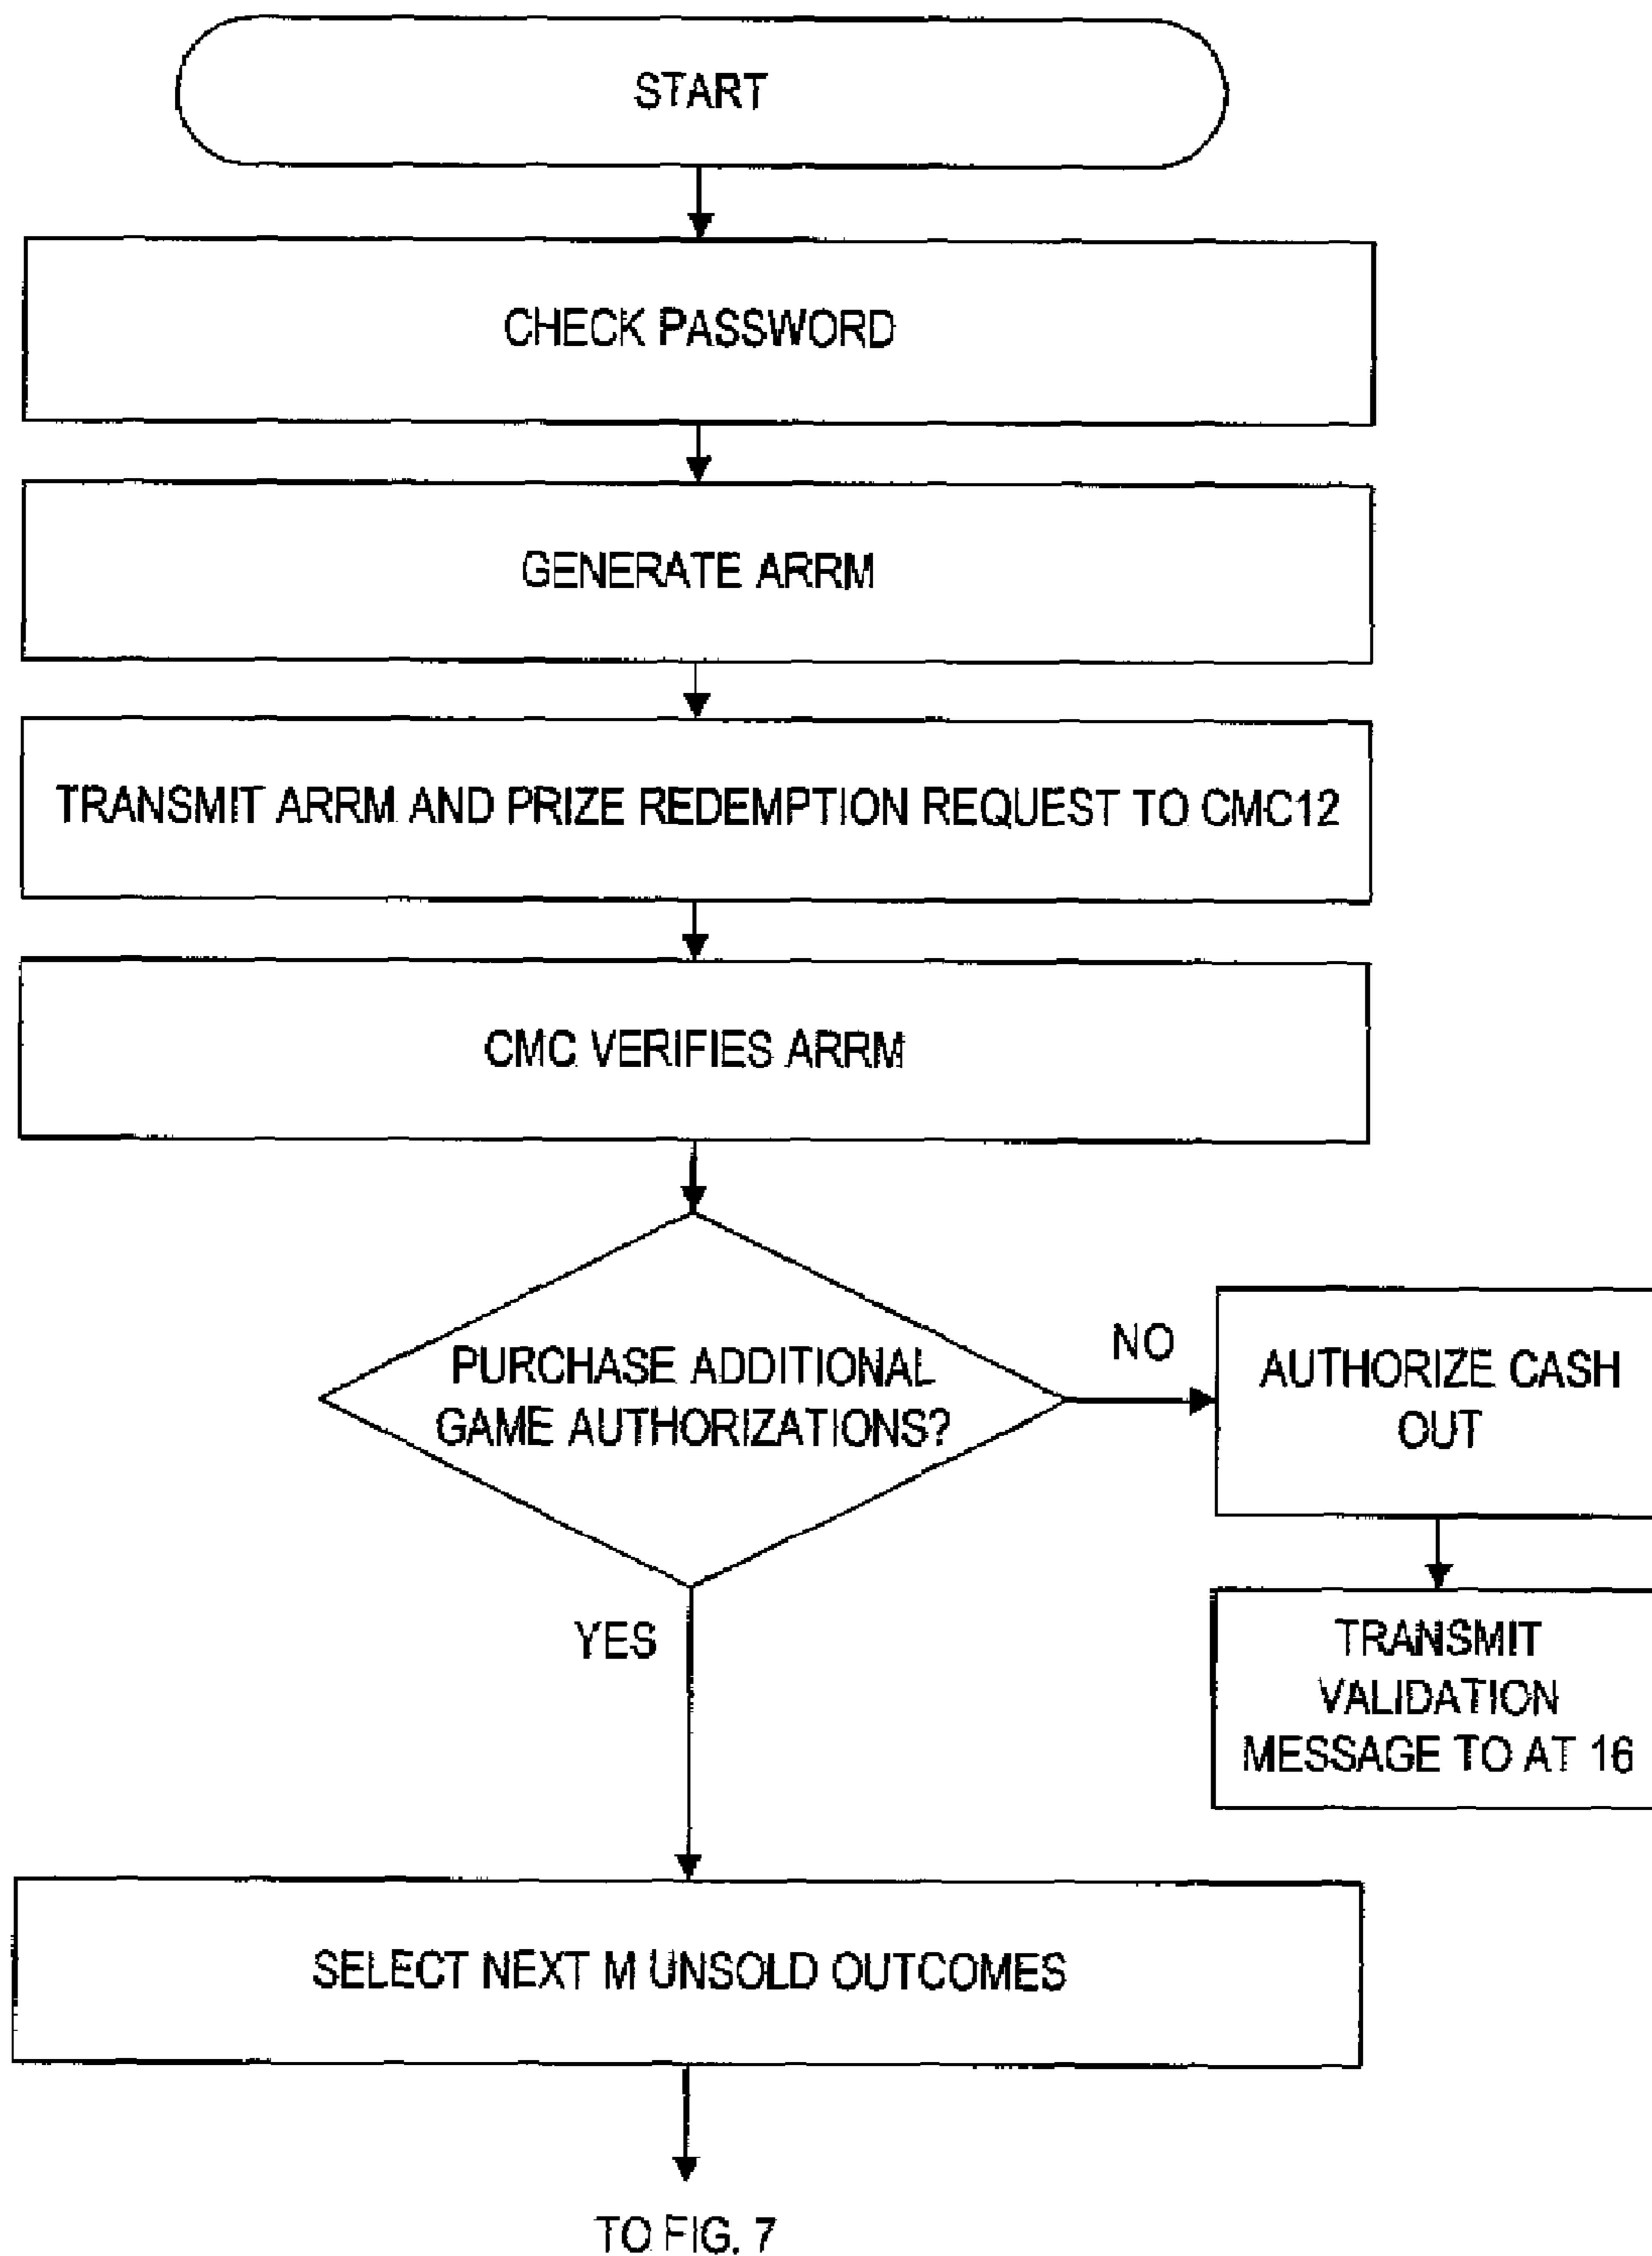 START
CHECK PASSWORD
GENERATE ARRM
TRANSMIT ARRM AND PRIZE REDEMPTION REQUEST TO CMC12
CMC VERIFIES ARRM
PURCHASE ADDITIONAL
GAME AUTHORIZATIONS?
NO
AUTHORIZE CASH
OUT
YES
TRANSMIT
VALIDATION
MESSAGE TO AT 16
SELECT NEXT M UNSOLD OUTCOMES
TO FIG. 7